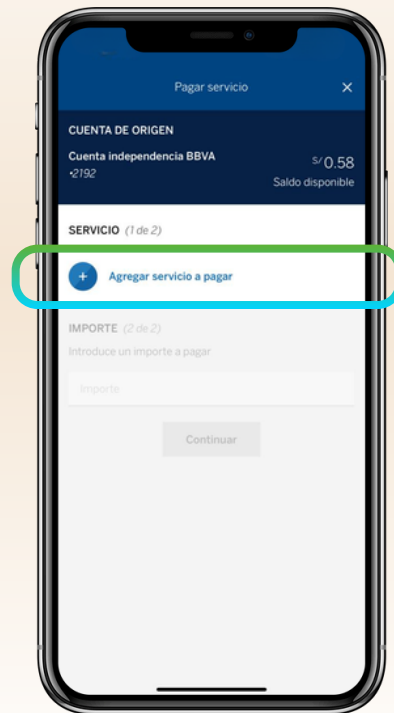 Pagar servicio ×
CUENTA DE ORIGEN
Cuenta independencia BBVA
•2192
S/ 0.58
Saldo disponible
SERVICIO (1 de 2)
+ Agregar servicio a pagar
IMPORTE (2 de 2)
Introduce un importe a pagar
Importe
Continuar